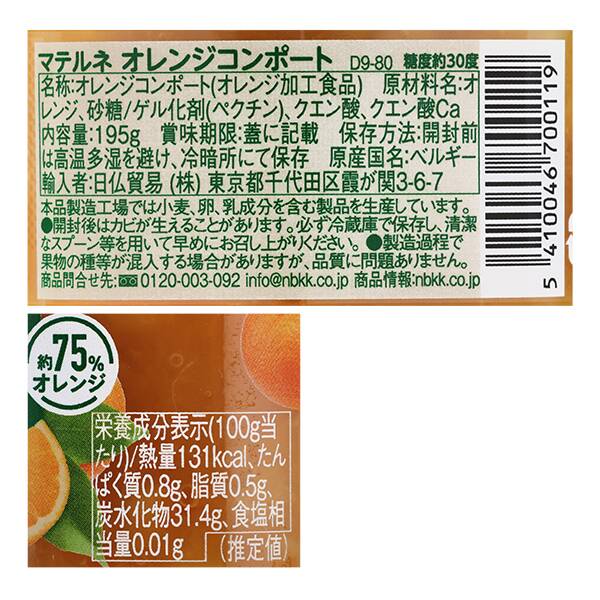 マテルネ オレンジコンポート D9-80 糖度約30度
名称:オレンジコンポート(オレンジ加工食品) 原材料名:オ
レンジ、砂糖/ゲル化剤(ペクチン)、クエン酸、クエン酸Ca
内容量:195g 賞味期限:蓋に記載 保存方法:開封前
は高温多湿を避け、冷暗所にて保存 原産国名:ベルギー
輸入者:日仏貿易(株) 東京都千代田区霞が関3-6-7
本品製造工場では小麦、卵、乳成分を含む製品を生産しています。
●開封後はカビが生えることがあります。必ず冷蔵庫で保存し、清潔
なスプーン等を用いて早めにお召し上がりください。●製造過程で
果物の種等が混入する場合がありますが、品質に問題ありません。
商品問合せ先:0120-003-092 info@nbkk.co.jp 商品情報:nbkk.co.jp
5 410046 700119
約75%
オレンジ
栄養成分表示(100g当
たり)/熱量131kcal、たん
ぱく質0.8g、脂質0.5g、
炭水化物31.4g、食塩相
当量0.01g (推定値)